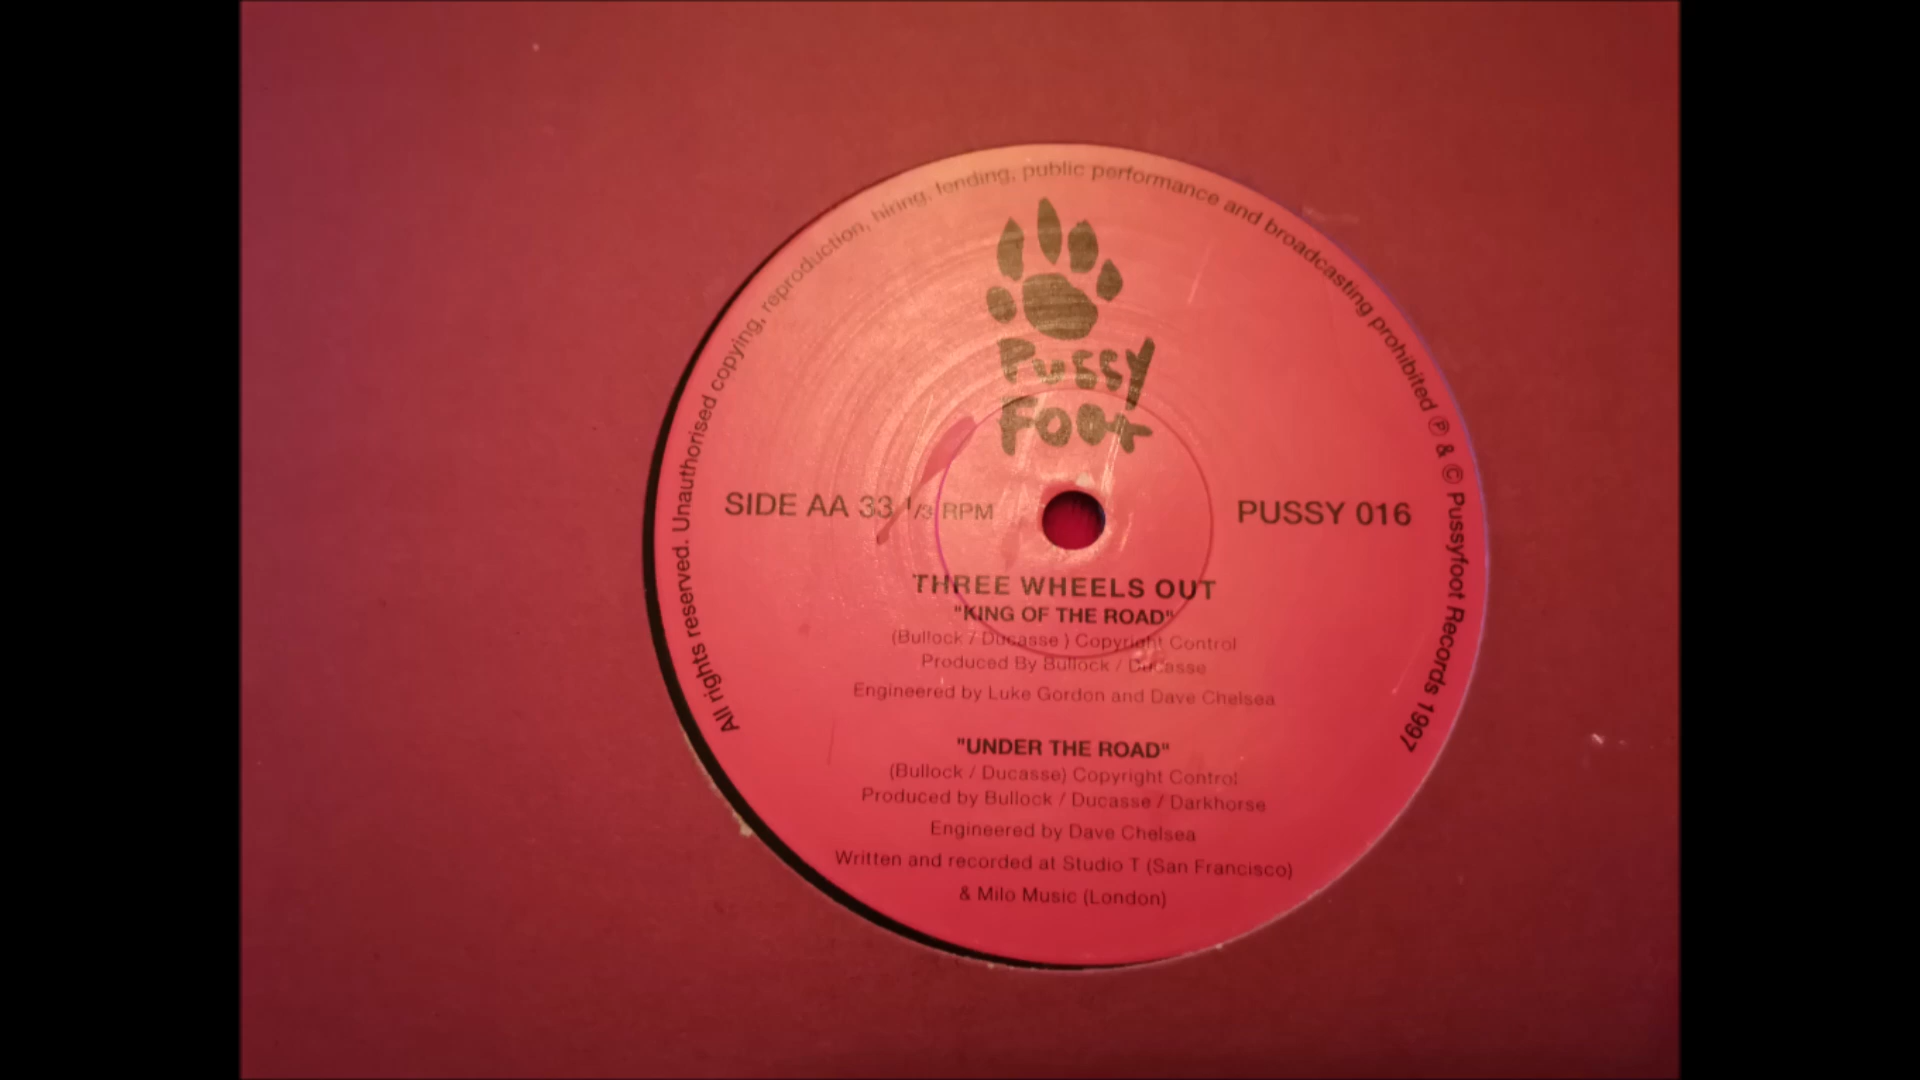 All rights reserved. Unauthorised copying, reproduction, hiring, lending, public performance and broadcasting prohibited Ⓟ & © Pussyfoot Records 1997
Pussy
Foot
SIDE AA 33 1/3 RPM
PUSSY 016
THREE WHEELS OUT
"KING OF THE ROAD"
(Bullock / Ducasse ) Copyright Control
Produced By Bullock / Ducasse
Engineered by Luke Gordon and Dave Chelsea
"UNDER THE ROAD"
(Bullock / Ducasse) Copyright Control
Produced by Bullock / Ducasse / Darkhorse
Engineered by Dave Chelsea
Written and recorded at Studio T (San Francisco)
& Milo Music (London)